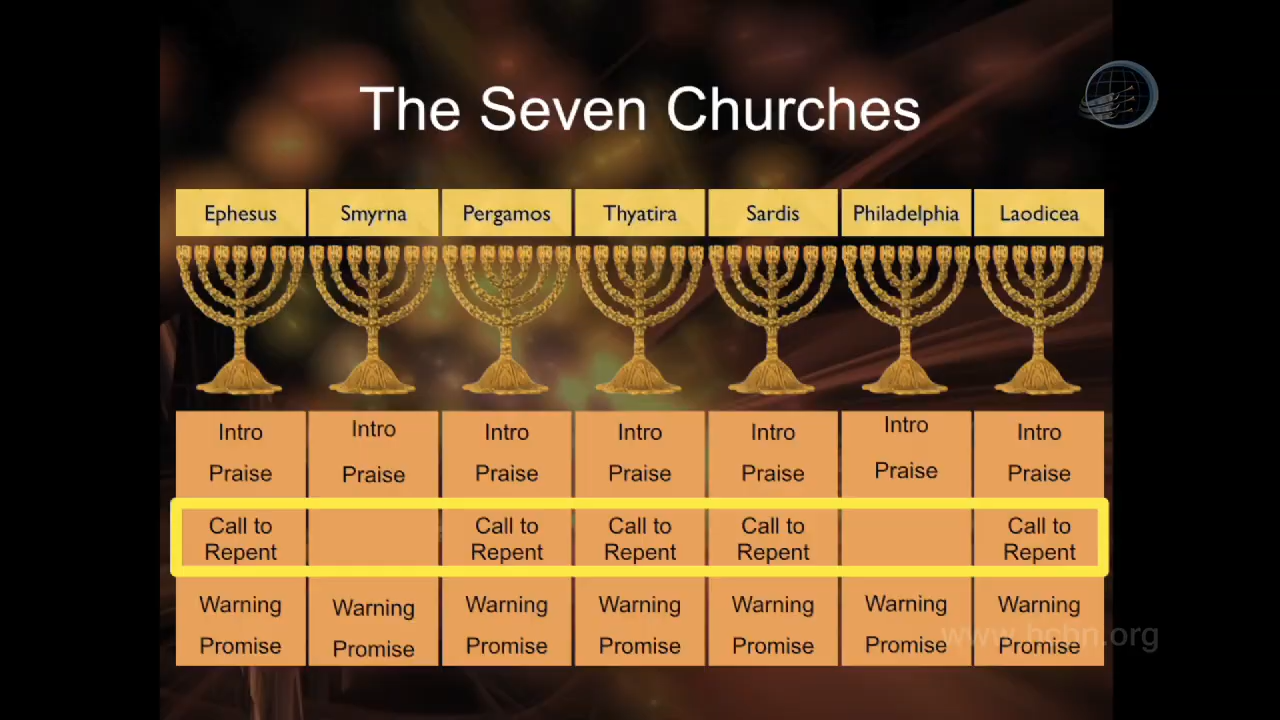 The Seven Churches
Ephesus Smyrna Pergamos Thyatira Sardis Philadelphia Laodicea
Intro Intro Intro Intro Intro Intro Intro
Praise Praise Praise Praise Praise Praise Praise
Call to Call to Call to Call to Call to
Repent Repent Repent Repent Repent
Warning Warning Warning Warning Warning Warning Warning
Promise Promise Promise Promise Promise Promise Promise
www.hcbn.org